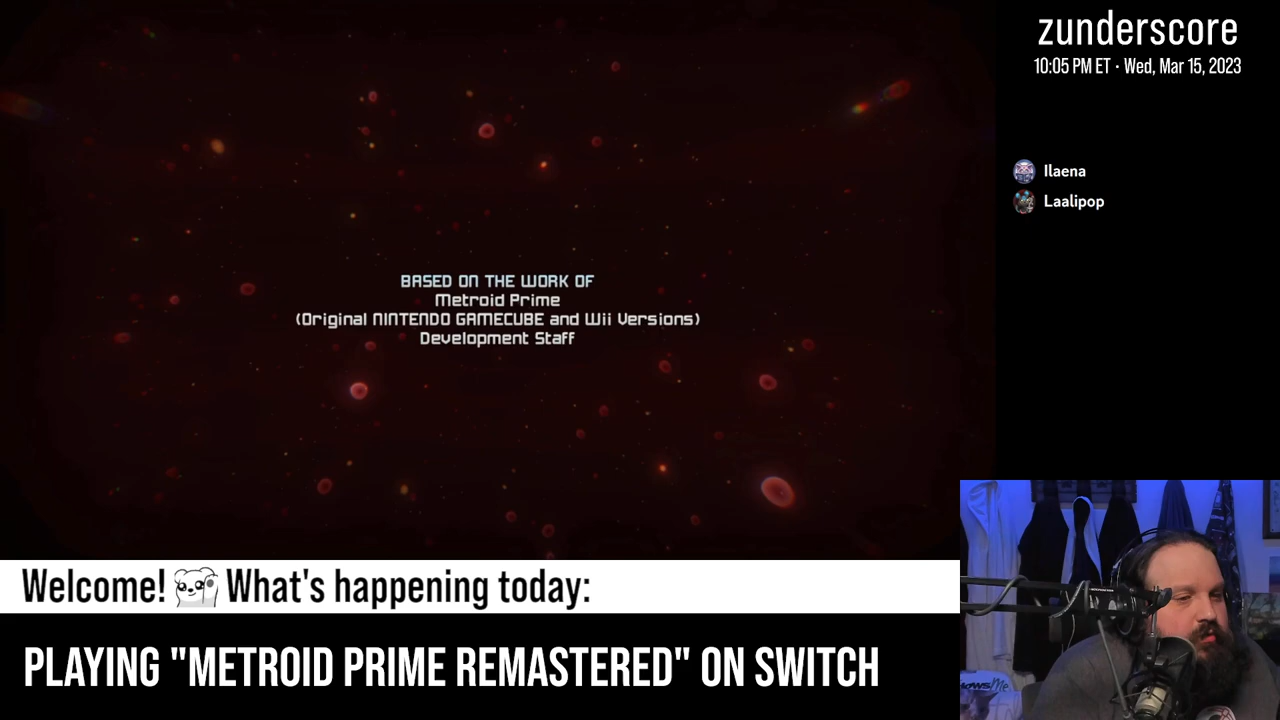 zunderscore
10:05 PM ET · Wed, Mar 15, 2023
Ilaena
Laalipop
BASED ON THE WORK OF
Metroid Prime
(Original NINTENDO GAMECUBE and Wii Versions)
Development Staff
Welcome! What's happening today:
PLAYING "METROID PRIME REMASTERED" ON SWITCH